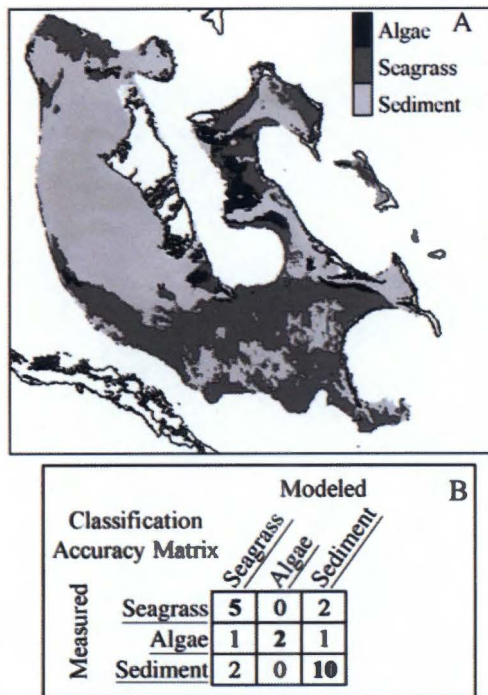 A
Algae
Seagrass
Sediment
B
Modeled
Classification
Accuracy Matrix
Seagrass
Algae
Sediment
Measured
Seagrass 5 0 2
Algae 1 2 1
Sediment 2 0 10